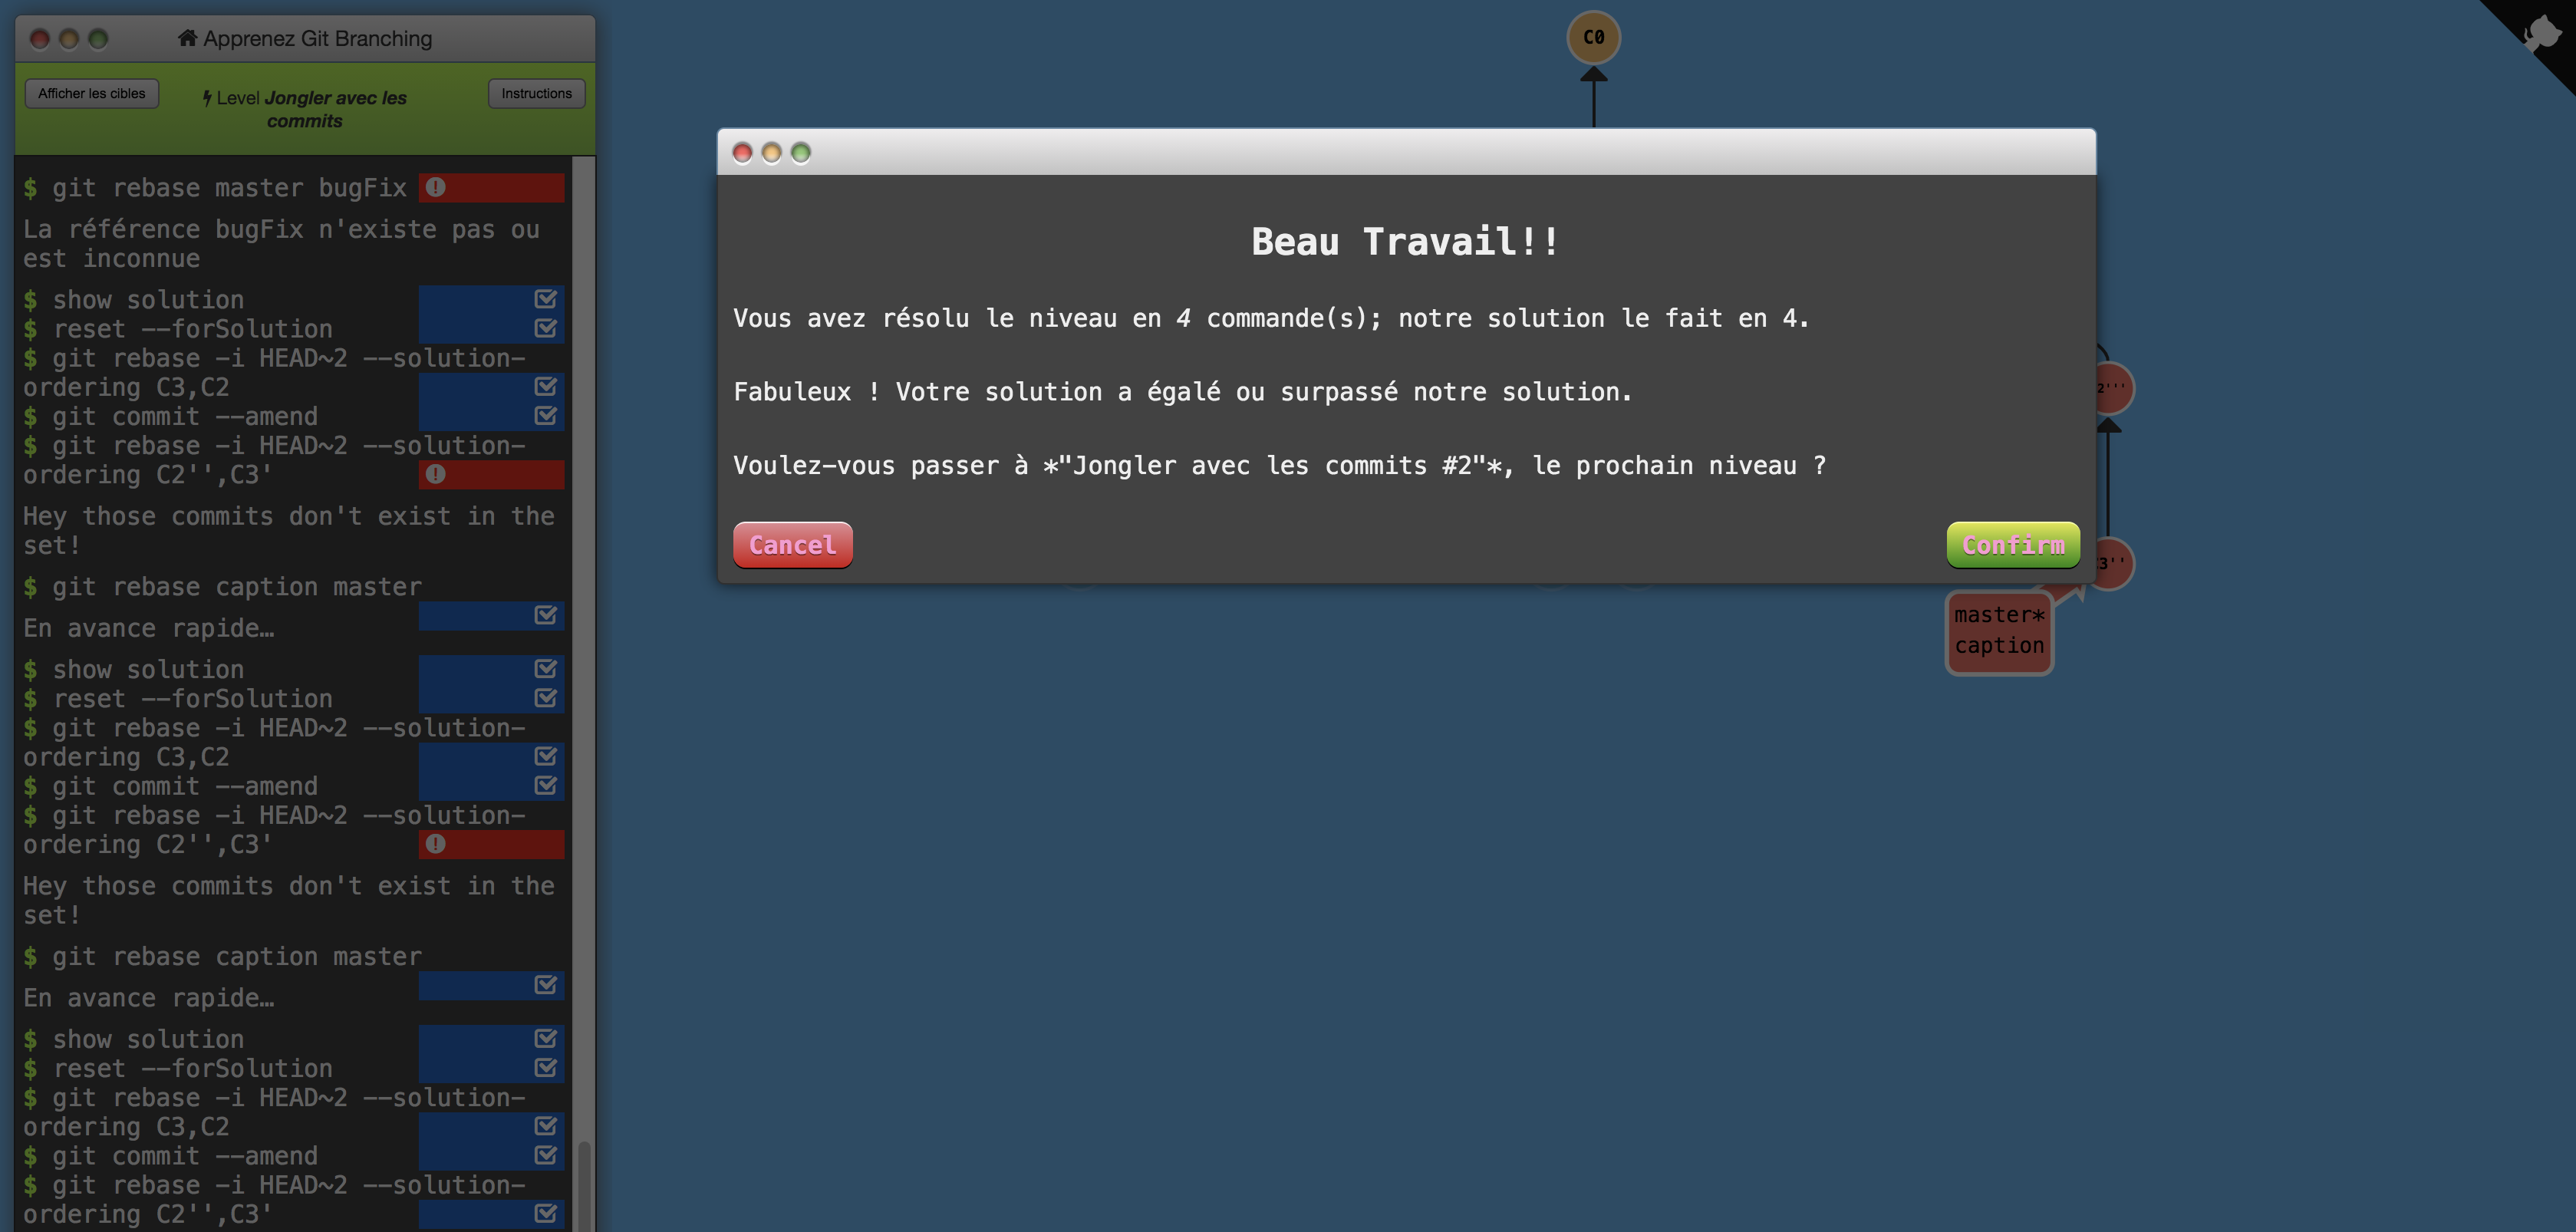 Apprenez Git Branching
Afficher les cibles
Level Jongler avec les
commits
Instructions
$ git rebase master bugFix
La référence bugFix n'existe pas ou
est inconnue
$ show solution
$ reset --forSolution
$ git rebase -i HEAD~2 --solution-
ordering C3,C2
$ git commit --amend
$ git rebase -i HEAD~2 --solution-
ordering C2'',C3'
Hey those commits don't exist in the
set!
$ git rebase caption master
En avance rapide…
$ show solution
$ reset --forSolution
$ git rebase -i HEAD~2 --solution-
ordering C3,C2
$ git commit --amend
$ git rebase -i HEAD~2 --solution-
ordering C2'',C3'
Hey those commits don't exist in the
set!
$ git rebase caption master
En avance rapide…
$ show solution
$ reset --forSolution
$ git rebase -i HEAD~2 --solution-
ordering C3,C2
$ git commit --amend
$ git rebase -i HEAD~2 --solution-
ordering C2'',C3'
C0
Beau Travail!!
Vous avez résolu le niveau en 4 commande(s); notre solution le fait en 4.
Fabuleux ! Votre solution a égalé ou surpassé notre solution.
Voulez-vous passer à *"Jongler avec les commits #2"*, le prochain niveau ?
Cancel
Confirm
2'''
3''
master*
caption